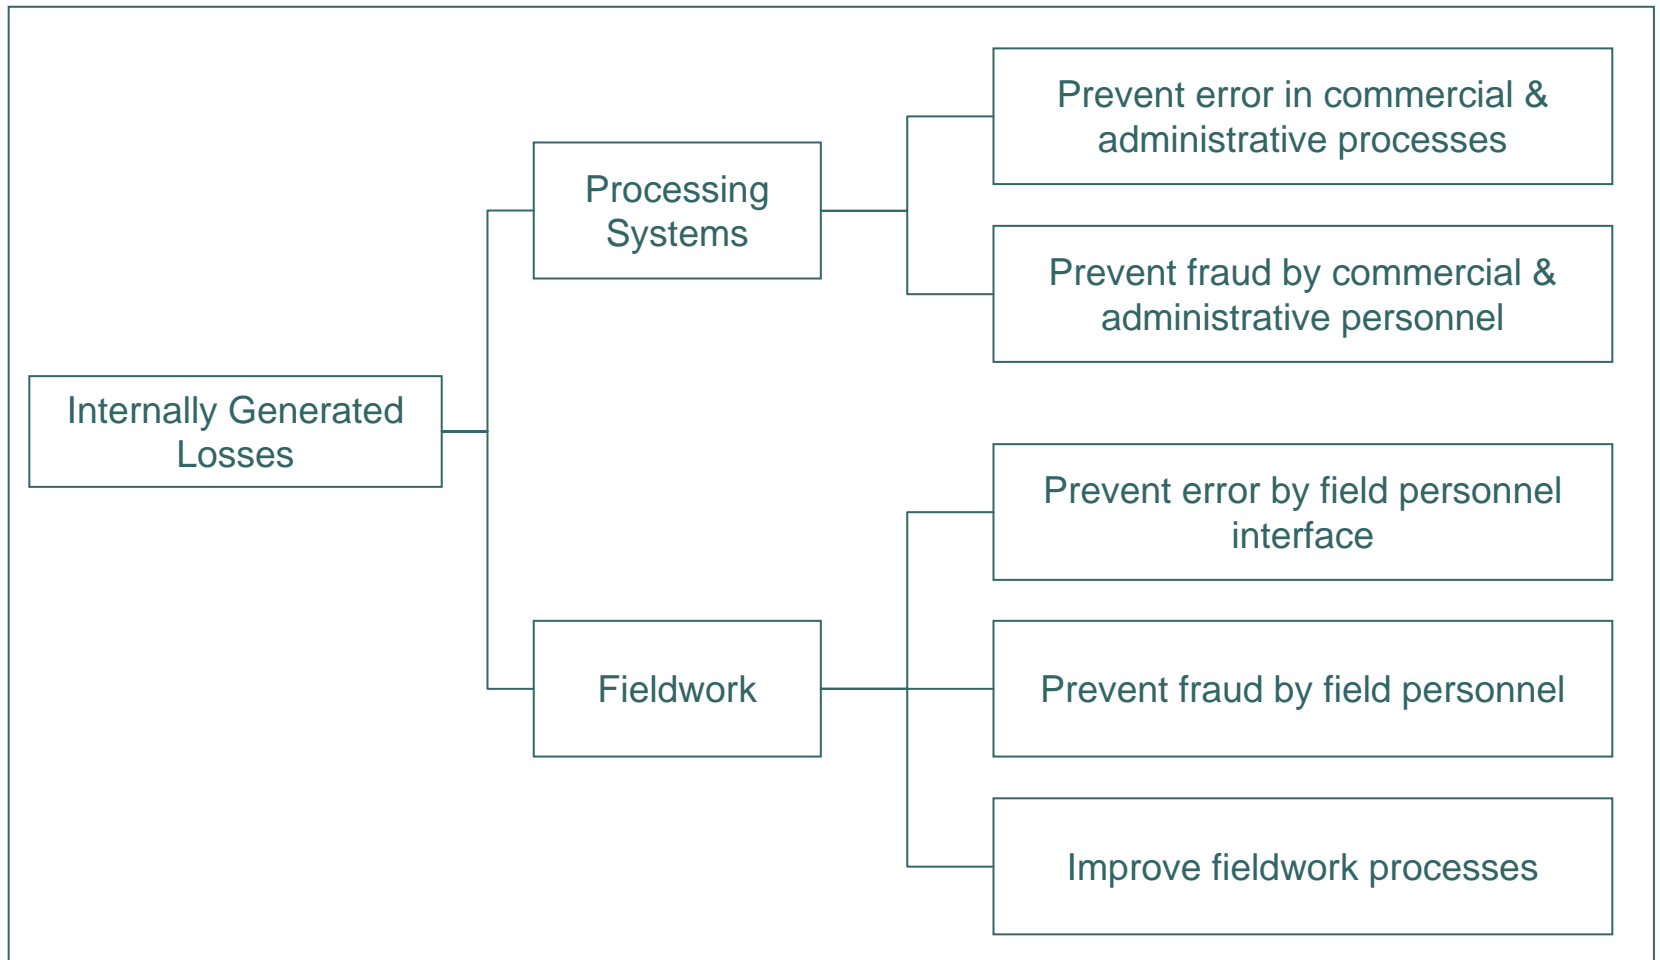 Prevent error in commercial &
administrative processes
Processing
Systems
Prevent fraud by commercial &
administrative personnel
Internally Generated
Losses
Prevent error by field personnel
interface
Fieldwork
Prevent fraud by field personnel
Improve fieldwork processes